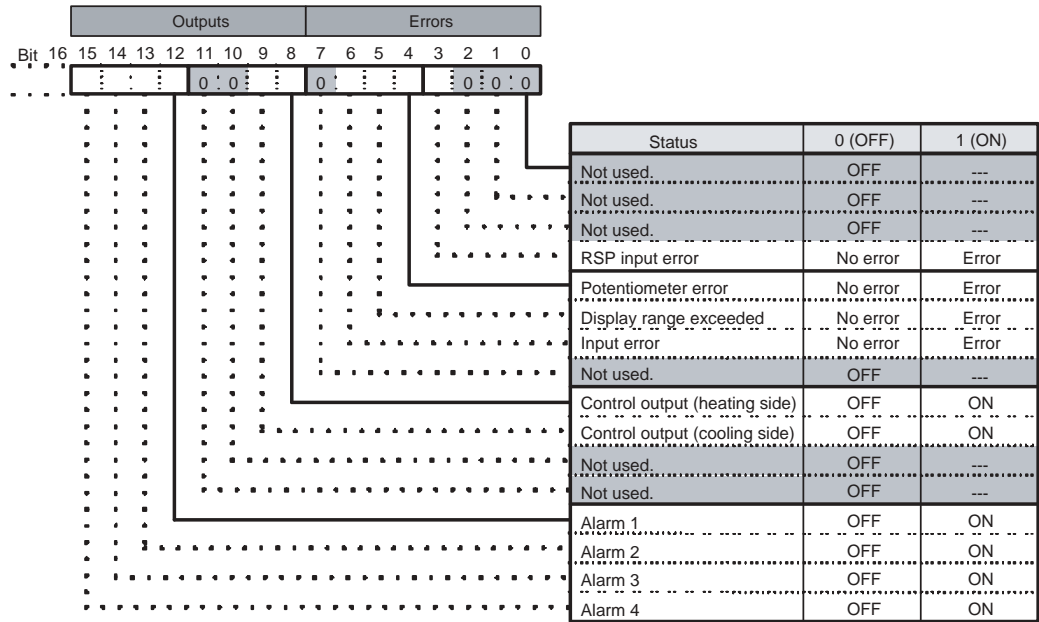 Outputs Errors
Bit 16 15 14 13 12 11 10 9 8 7 6 5 4 3 2 1 0
0 0 0 0 0 0
Status 0 (OFF) 1 (ON)
Not used. OFF ---
Not used. OFF ---
Not used. OFF ---
RSP input error No error Error
Potentiometer error No error Error
Display range exceeded No error Error
Input error No error Error
Not used. OFF ---
Control output (heating side) OFF ON
Control output (cooling side) OFF ON
Not used. OFF ---
Not used. OFF ---
Alarm 1 OFF ON
Alarm 2 OFF ON
Alarm 3 OFF ON
Alarm 4 OFF ON